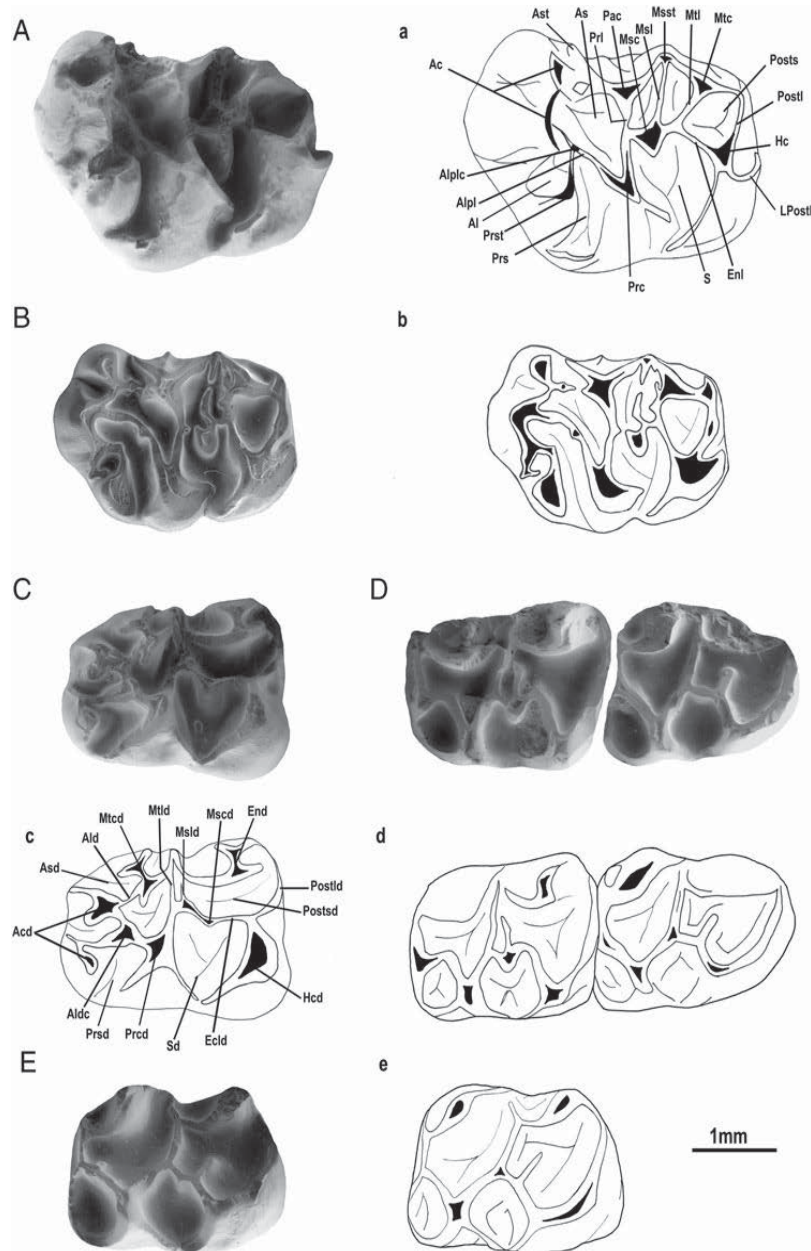 A
a
Ast
As
Prl
Pac
Msc
Msl
Msst
Mtl
Mtc
Ac
Posts
Postl
Hc
LPostl
Alplc
Alpl
Al
Prst
Prs
Prc
S
Enl
B
b
C
D
c
Mtcd
Mtld
Msld
Mscd
End
Ald
Asd
Acd
Postld
Postsd
Hcd
Aldc
Prsd
Prcd
Sd
Ecld
d
E
e
1mm